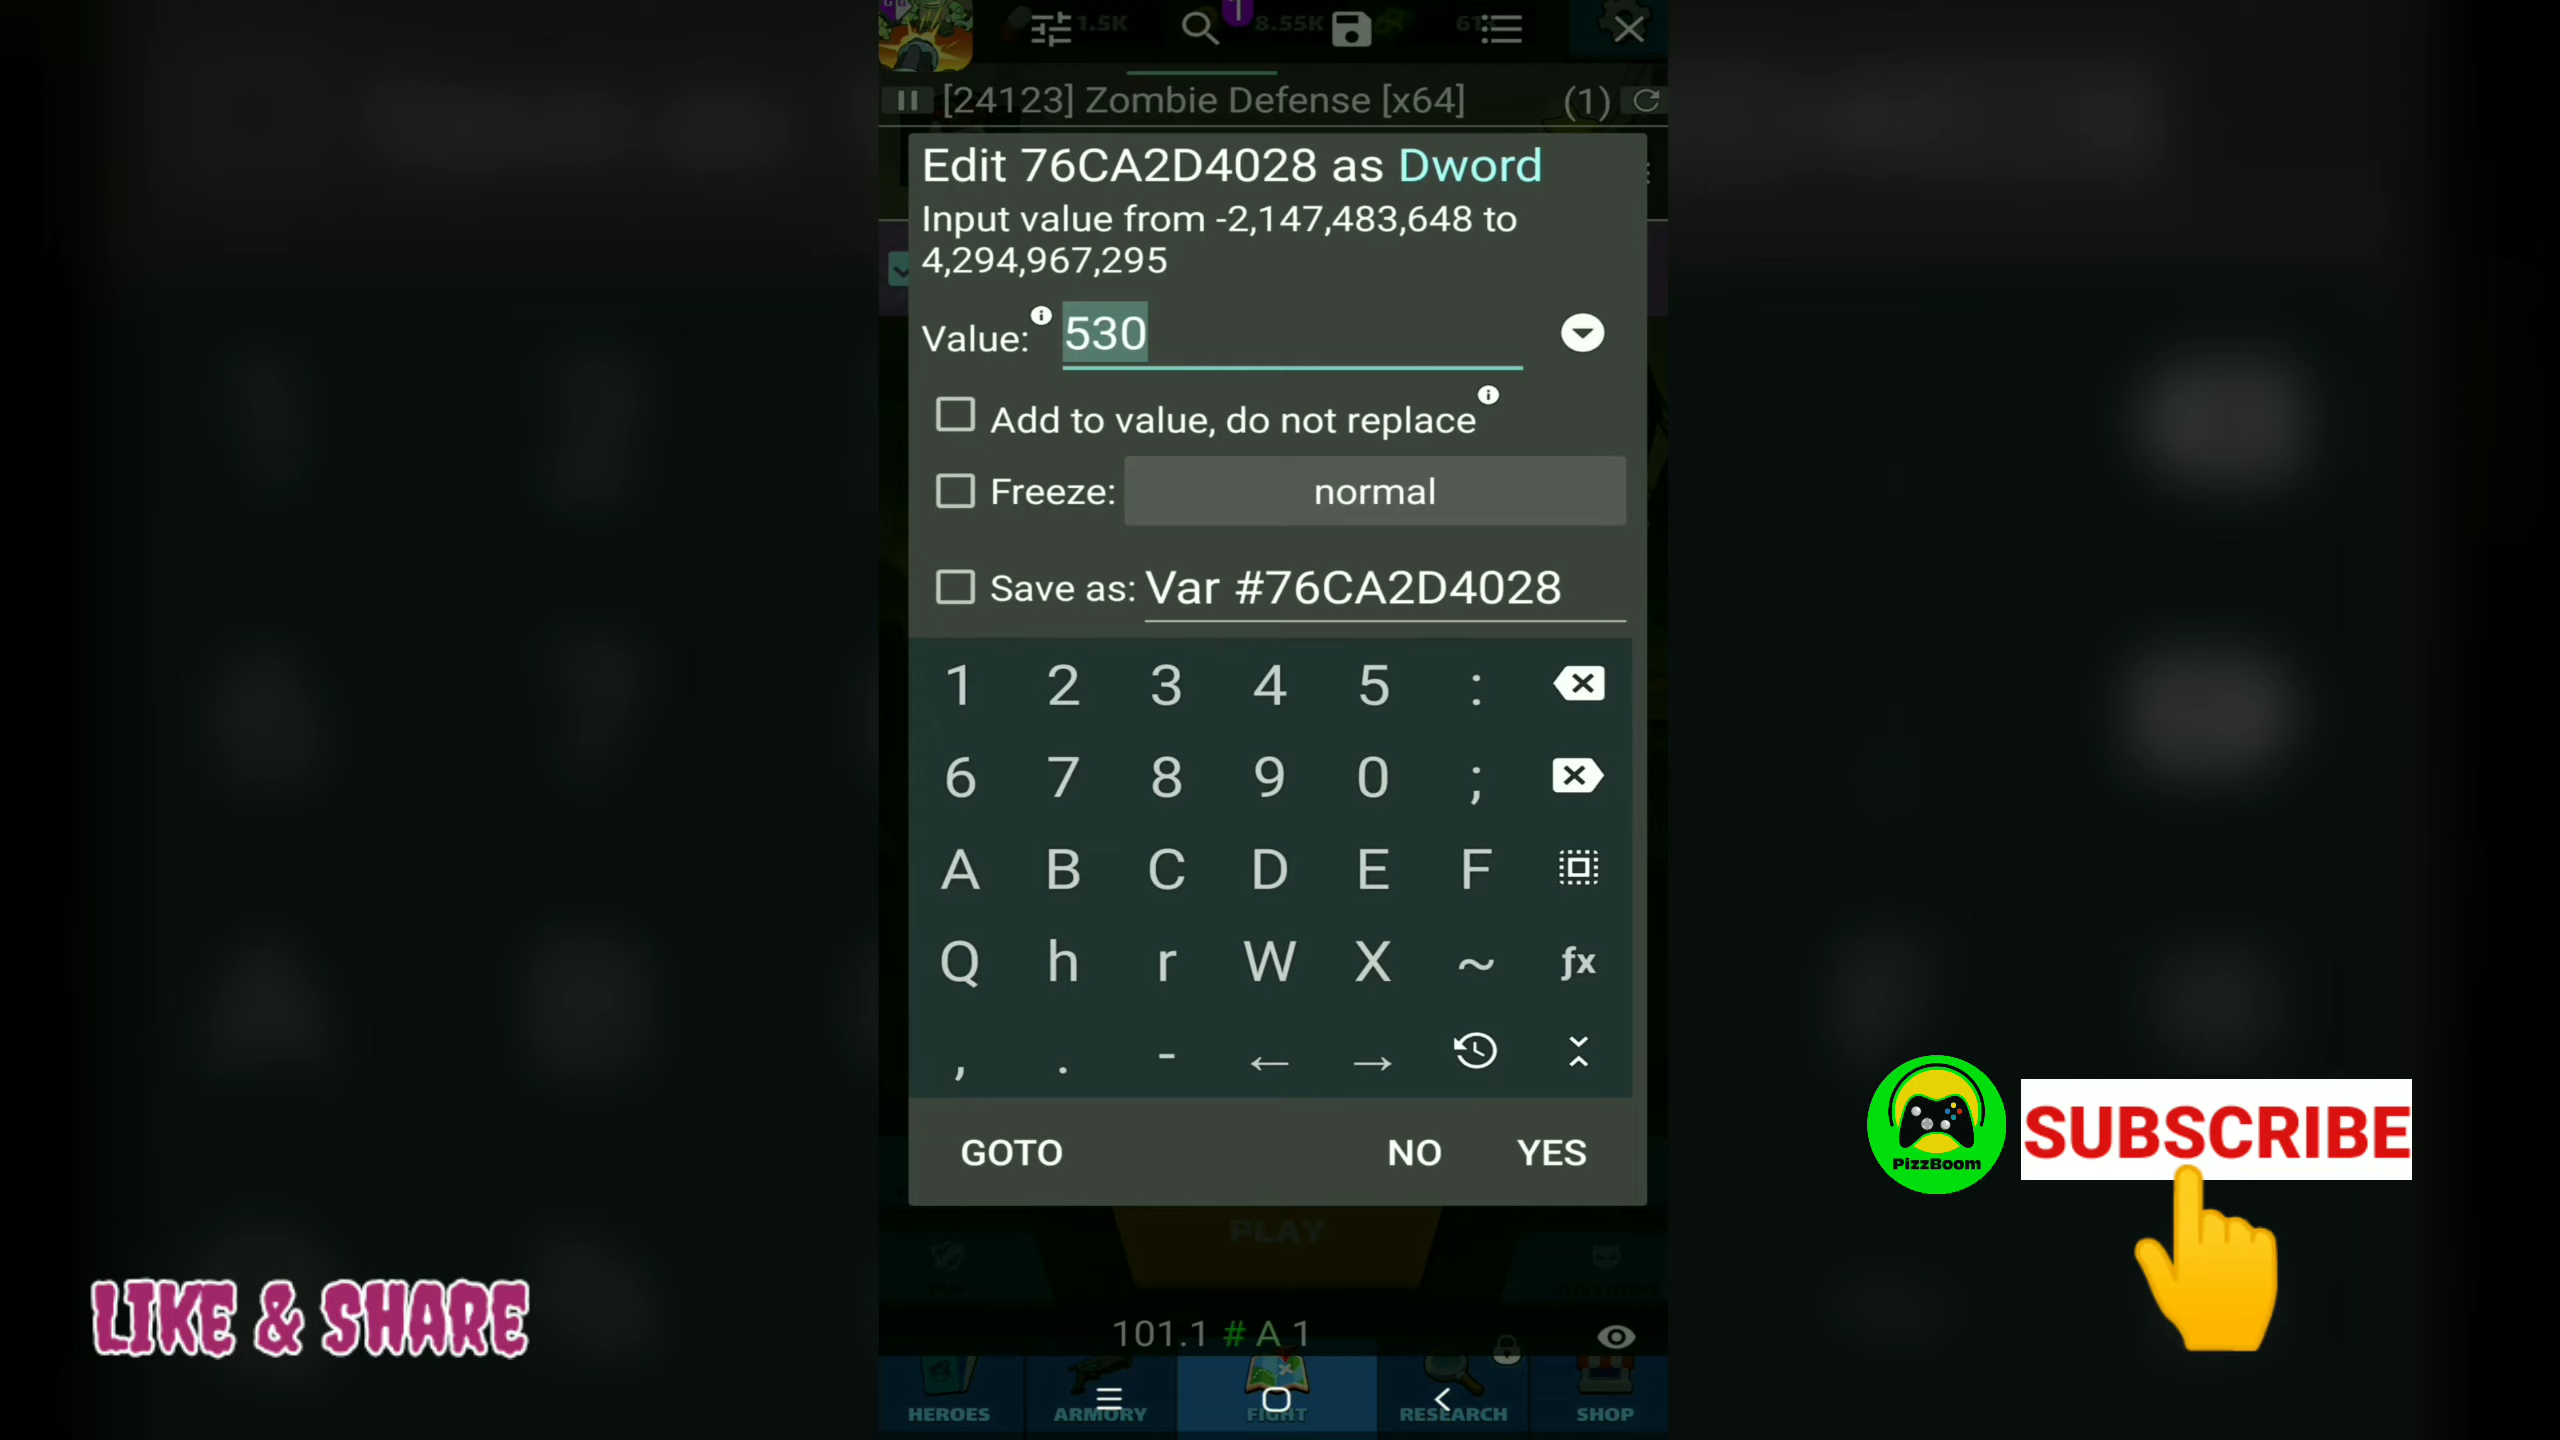 1
1.5K
8.55K
[24123] Zombie Defense [x64]
(1)
Edit 76CA2D4028 as Dword
Input value from -2,147,483,648 to
4,294,967,295
Value: 530
Add to value, do not replace
Freeze: normal
Save as: Var #76CA2D4028
1 2 3 4 5 :
6 7 8 9 0 ;
A B C D E F
Q h r W X ~ ƒx
, . - ← →
GOTO NO YES
PLAY
101.1 # A 1
HEROES ARMORY FIGHT RESEARCH SHOP
LIKE & SHARE
PizzBoom
SUBSCRIBE